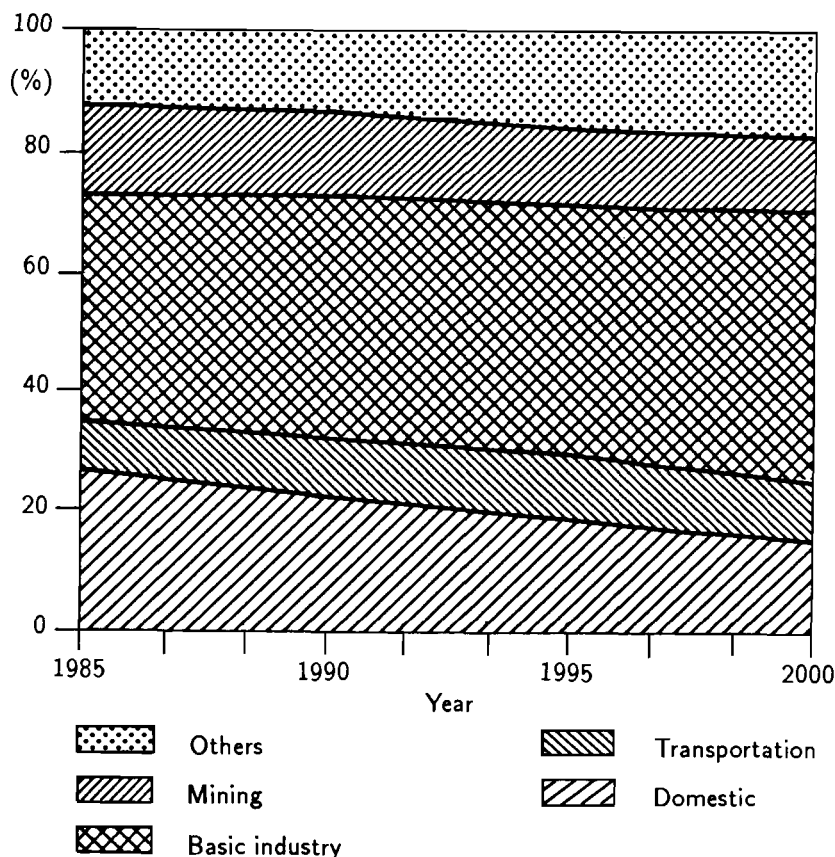 100
(%)
80
60
40
20
0
1985 1990 1995 2000
Year
Others Transportation
Mining Domestic
Basic industry